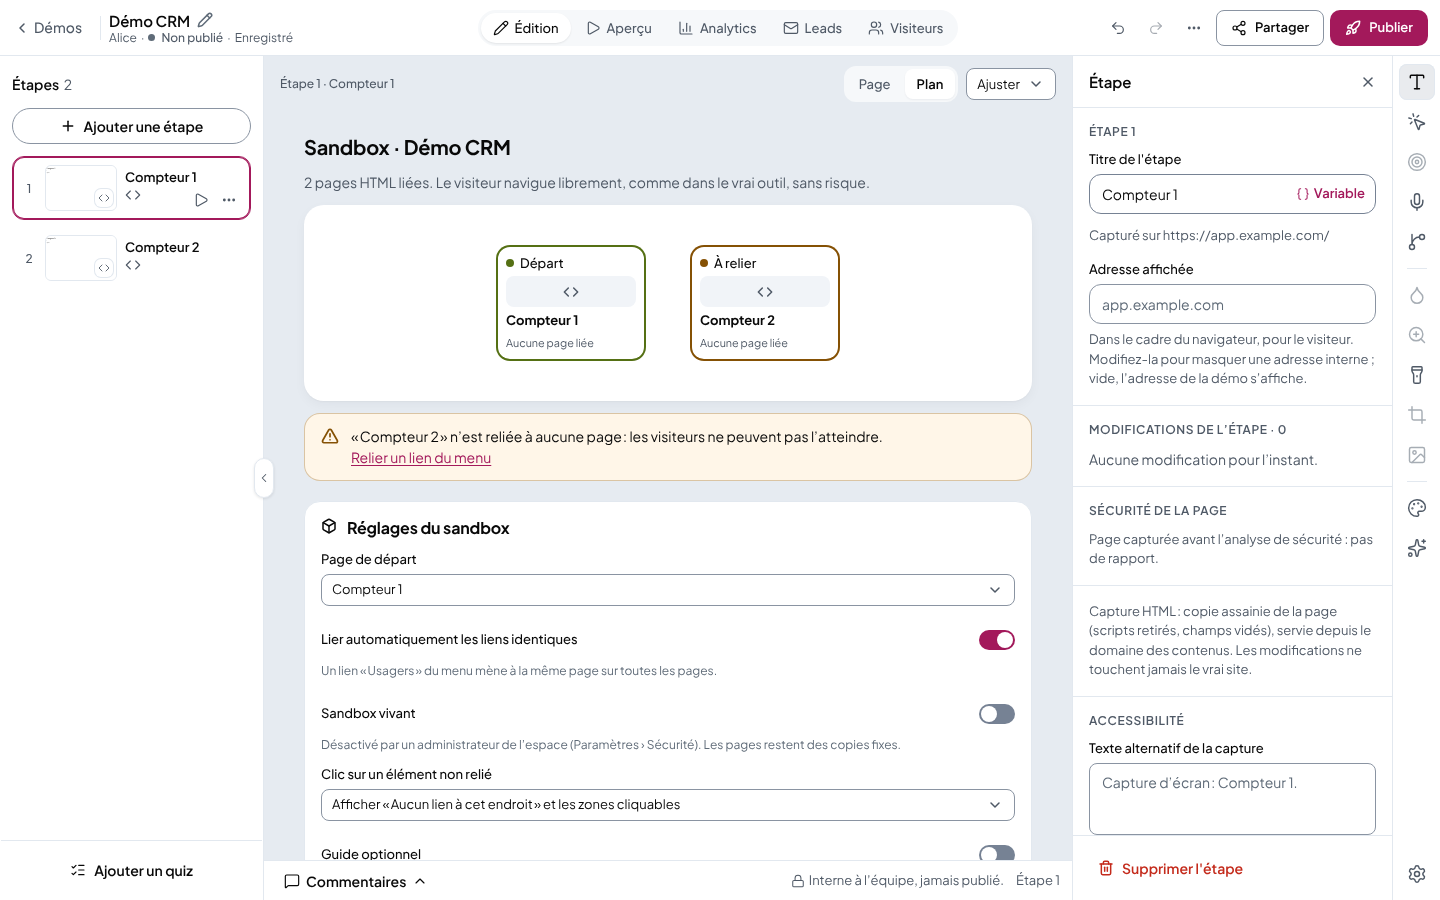 Démos
Démo CRM
Alice · Non publié · Enregistré
Édition
Aperçu
Analytics
Leads
Visiteurs
Partager
Publier
Étapes 2
Ajouter une étape
1
Compteur 1
2
Compteur 2
Ajouter un quiz
Étape 1 · Compteur 1
Page
Plan
Ajuster
Sandbox · Démo CRM
2 pages HTML liées. Le visiteur navigue librement, comme dans le vrai outil, sans risque.
Départ
Compteur 1
Aucune page liée
À relier
Compteur 2
Aucune page liée
« Compteur 2 » n’est reliée à aucune page : les visiteurs ne peuvent pas l’atteindre.
Relier un lien du menu
Réglages du sandbox
Page de départ
Compteur 1
Lier automatiquement les liens identiques
Un lien « Usagers » du menu mène à la même page sur toutes les pages.
Sandbox vivant
Désactivé par un administrateur de l’espace (Paramètres › Sécurité). Les pages restent des copies fixes.
Clic sur un élément non relié
Afficher « Aucun lien à cet endroit » et les zones cliquables
Guide optionnel
Commentaires
Interne à l’équipe, jamais publié.
Étape 1
Étape
ÉTAPE 1
Titre de l’étape
Compteur 1
{ } Variable
Capturé sur https://app.example.com/
Adresse affichée
app.example.com
Dans le cadre du navigateur, pour le visiteur.
Modifiez-la pour masquer une adresse interne ;
vide, l’adresse de la démo s’affiche.
MODIFICATIONS DE L’ÉTAPE · 0
Aucune modification pour l’instant.
SÉCURITÉ DE LA PAGE
Page capturée avant l’analyse de sécurité : pas
de rapport.
Capture HTML : copie assainie de la page
(scripts retirés, champs vidés), servie depuis le
domaine des contenus. Les modifications ne
touchent jamais le vrai site.
ACCESSIBILITÉ
Texte alternatif de la capture
Capture d’écran : Compteur 1.
Supprimer l’étape